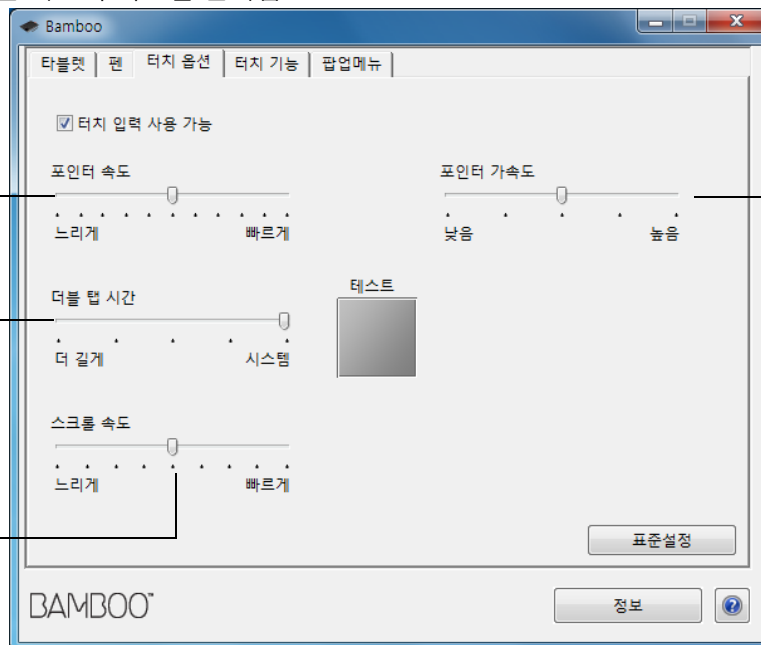 Bamboo
타블렛 펜 터치 옵션 터치 기능 팝업메뉴
터치 입력 사용 가능
포인터 속도 포인터 가속도
느리게 빠르게 낮음 높음
더블 탭 시간 테스트
더 길게 시스템
스크롤 속도
느리게 빠르게
표준설정
BAMBOO™ 정보 ?